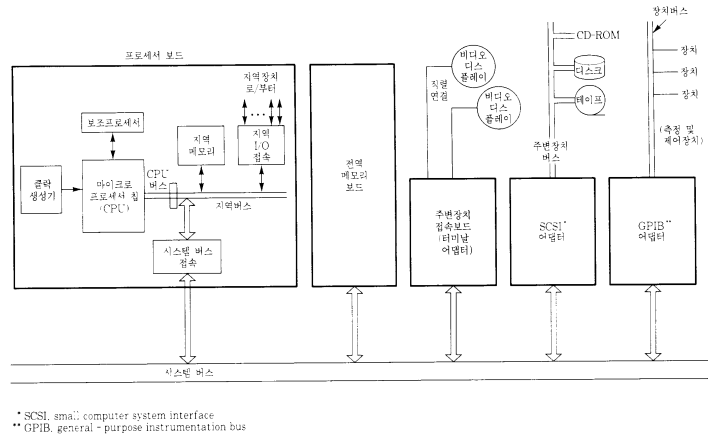 프로세서 보드
지역장치
로/부터
보조프로세서
지역
메모리
지역
I/O
접속
클락
생성기
마이크로
프로세서 칩
(CPU)
CPU
버스
지역버스
시스템 버스
접속
전역
메모리
보드
비디오
디스
플레이
직렬
연결
비디오
디스
플레이
주변장치
접속보드
(터미날
어댑터)
CD-ROM
디스크
테이프
주변장치
버스
SCSI*
어댑터
장치버스
장치
장치
장치
(측정 및
제어장치)
GPIB**
어댑터
시스템 버스
* SCSI. small computer system interface
** GPIB. general - purpose instrumentation bus